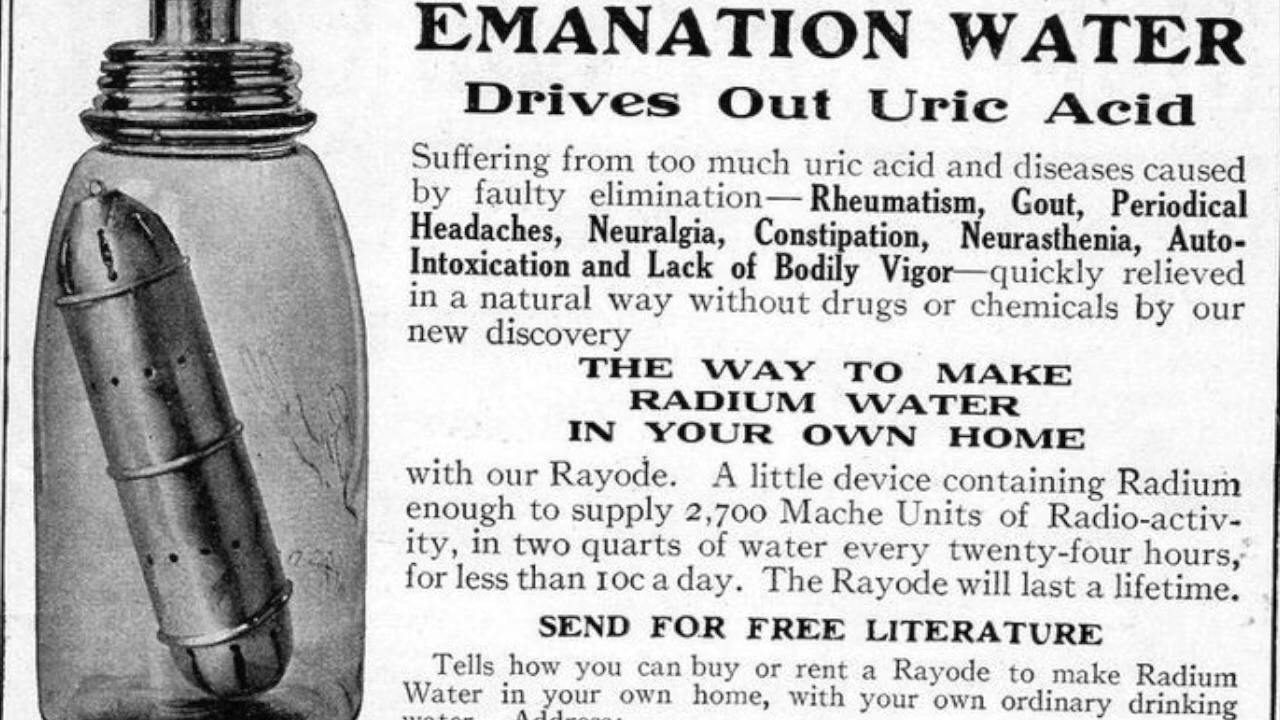 EMANATION WATER
Drives Out Uric Acid
Suffering from too much uric acid and diseases caused
by faulty elimination—Rheumatism, Gout, Periodical
Headaches, Neuralgia, Constipation, Neurasthenia, Auto-
Intoxication and Lack of Bodily Vigor—quickly relieved
in a natural way without drugs or chemicals by our
new discovery
THE WAY TO MAKE
RADIUM WATER
IN YOUR OWN HOME
with our Rayode. A little device containing Radium
enough to supply 2,700 Mache Units of Radio-activ-
ity, in two quarts of water every twenty-four hours,
for less than 10c a day. The Rayode will last a lifetime.
SEND FOR FREE LITERATURE
Tells how you can buy or rent a Rayode to make Radium
Water in your own home, with your own ordinary drinking
water. Address: